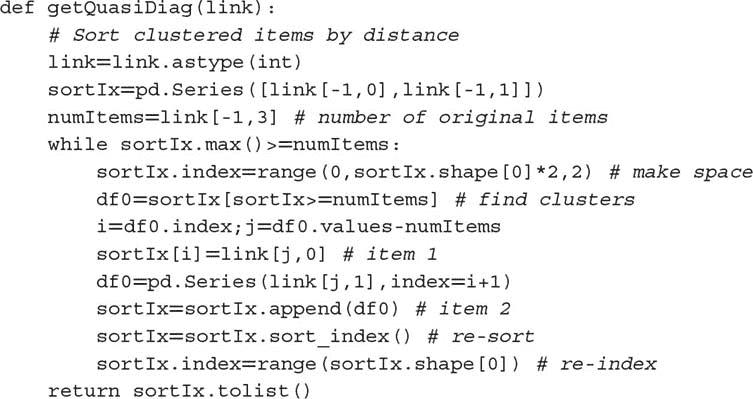 def getQuasiDiag(link):
    # Sort clustered items by distance
    link=link.astype(int)
    sortIx=pd.Series([link[-1,0],link[-1,1]])
    numItems=link[-1,3] # number of original items
    while sortIx.max()>=numItems:
        sortIx.index=range(0,sortIx.shape[0]*2,2) # make space
        df0=sortIx[sortIx>=numItems] # find clusters
        i=df0.index;j=df0.values-numItems
        sortIx[i]=link[j,0] # item 1
        df0=pd.Series(link[j,1],index=i+1)
        sortIx=sortIx.append(df0) # item 2
        sortIx=sortIx.sort_index() # re-sort
        sortIx.index=range(sortIx.shape[0]) # re-index
    return sortIx.tolist()